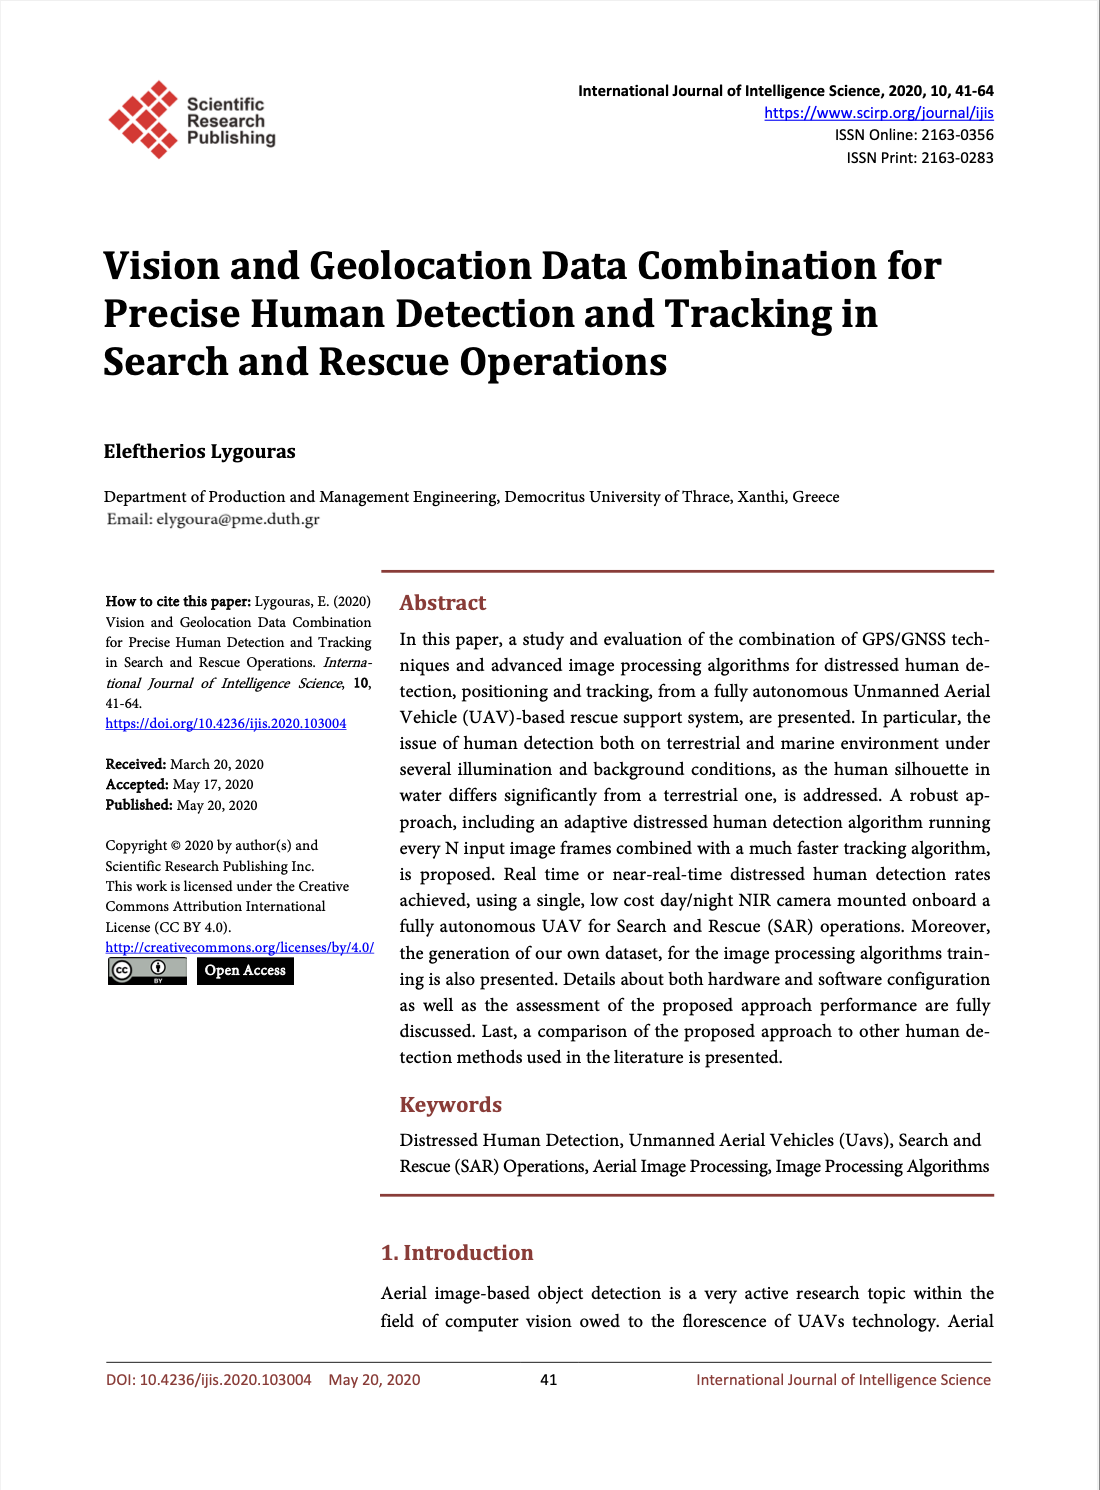 Scientific
Research
Publishing
International Journal of Intelligence Science, 2020, 10, 41-64
https://www.scirp.org/journal/ijis
ISSN Online: 2163-0356
ISSN Print: 2163-0283
Vision and Geolocation Data Combination for
Precise Human Detection and Tracking in
Search and Rescue Operations
Eleftherios Lygouras
Department of Production and Management Engineering, Democritus University of Thrace, Xanthi, Greece
Email: elygoura@pme.duth.gr
How to cite this paper: Lygouras, E. (2020)
Vision and Geolocation Data Combination
for Precise Human Detection and Tracking
in Search and Rescue Operations. Interna-
tional Journal of Intelligence Science, 10,
41-64.
https://doi.org/10.4236/ijis.2020.103004
Received: March 20, 2020
Accepted: May 17, 2020
Published: May 20, 2020
Copyright © 2020 by author(s) and
Scientific Research Publishing Inc.
This work is licensed under the Creative
Commons Attribution International
License (CC BY 4.0).
http://creativecommons.org/licenses/by/4.0/
cc BY Open Access
Abstract
In this paper, a study and evaluation of the combination of GPS/GNSS tech-
niques and advanced image processing algorithms for distressed human de-
tection, positioning and tracking, from a fully autonomous Unmanned Aerial
Vehicle (UAV)-based rescue support system, are presented. In particular, the
issue of human detection both on terrestrial and marine environment under
several illumination and background conditions, as the human silhouette in
water differs significantly from a terrestrial one, is addressed. A robust ap-
proach, including an adaptive distressed human detection algorithm running
every N input image frames combined with a much faster tracking algorithm,
is proposed. Real time or near-real-time distressed human detection rates
achieved, using a single, low cost day/night NIR camera mounted onboard a
fully autonomous UAV for Search and Rescue (SAR) operations. Moreover,
the generation of our own dataset, for the image processing algorithms train-
ing is also presented. Details about both hardware and software configuration
as well as the assessment of the proposed approach performance are fully
discussed. Last, a comparison of the proposed approach to other human de-
tection methods used in the literature is presented.
Keywords
Distressed Human Detection, Unmanned Aerial Vehicles (Uavs), Search and
Rescue (SAR) Operations, Aerial Image Processing, Image Processing Algorithms
1. Introduction
Aerial image-based object detection is a very active research topic within the
field of computer vision owed to the florescence of UAVs technology. Aerial
DOI: 10.4236/ijis.2020.103004 May 20, 2020 41 International Journal of Intelligence Science